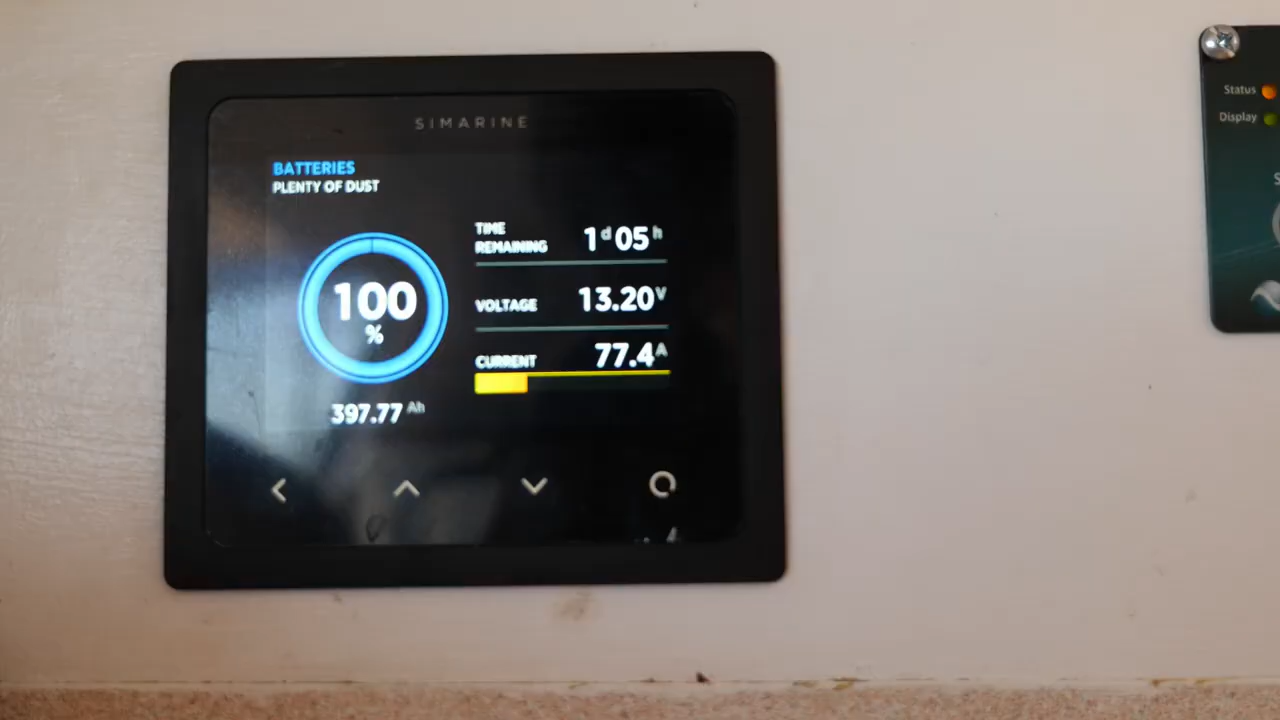 SIMARINE
BATTERIES
PLENTY OF DUST
TIME
REMAINING
1d 05h
VOLTAGE
13.20V
CURRENT
77.4A
100
%
397.77 Ah
Status
Display